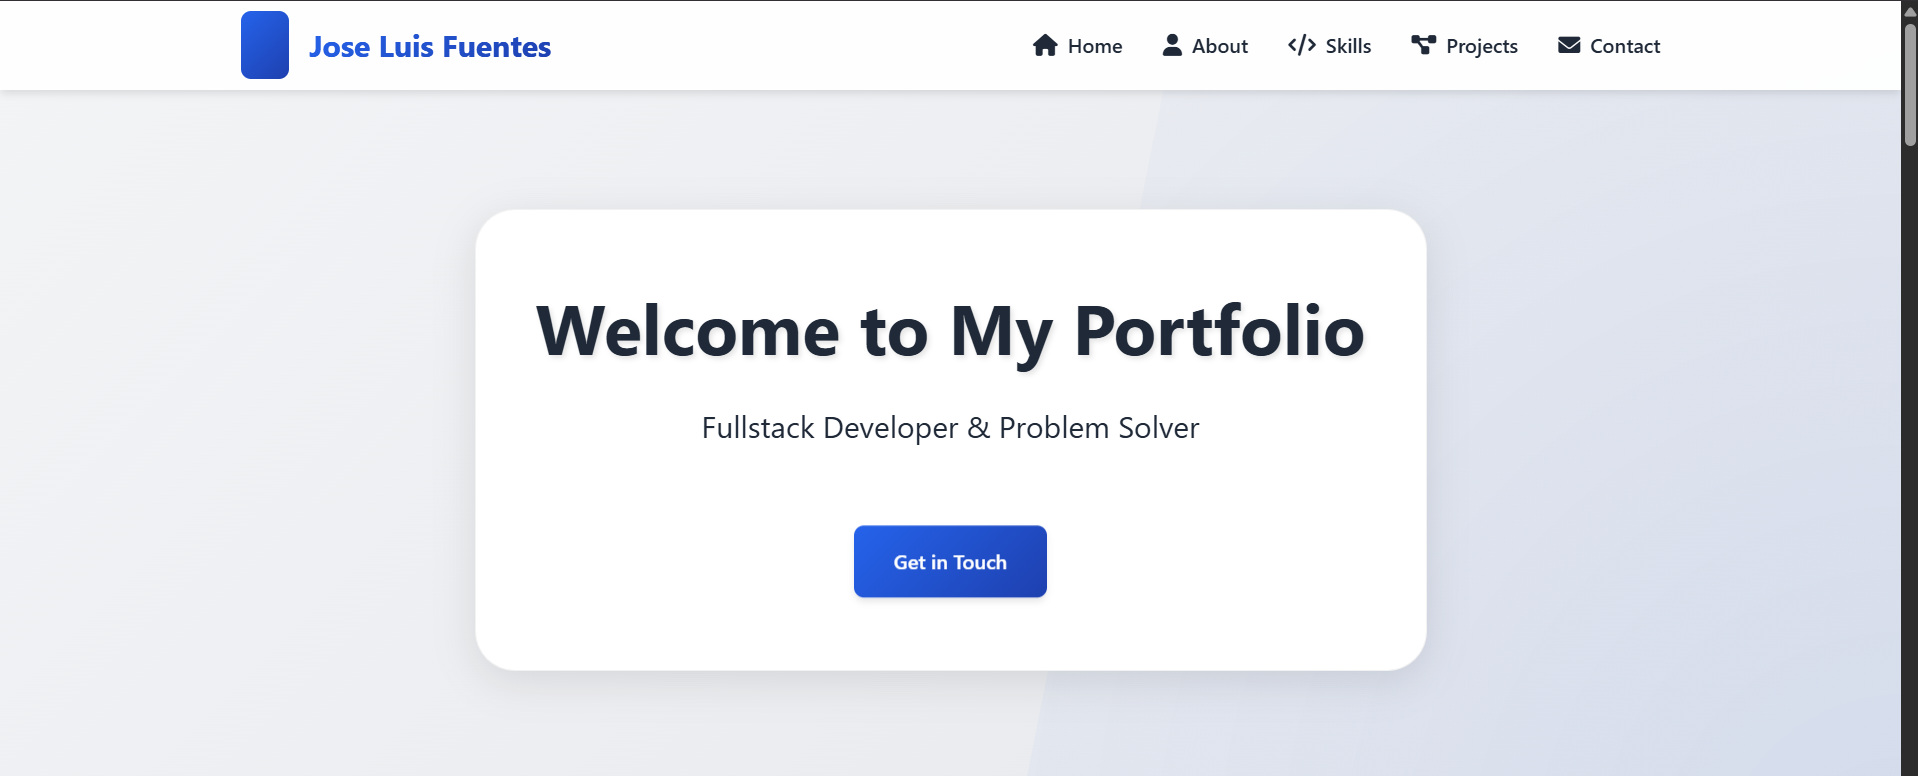 Jose Luis Fuentes
Home About Skills Projects Contact
Welcome to My Portfolio
Fullstack Developer & Problem Solver
Get in Touch